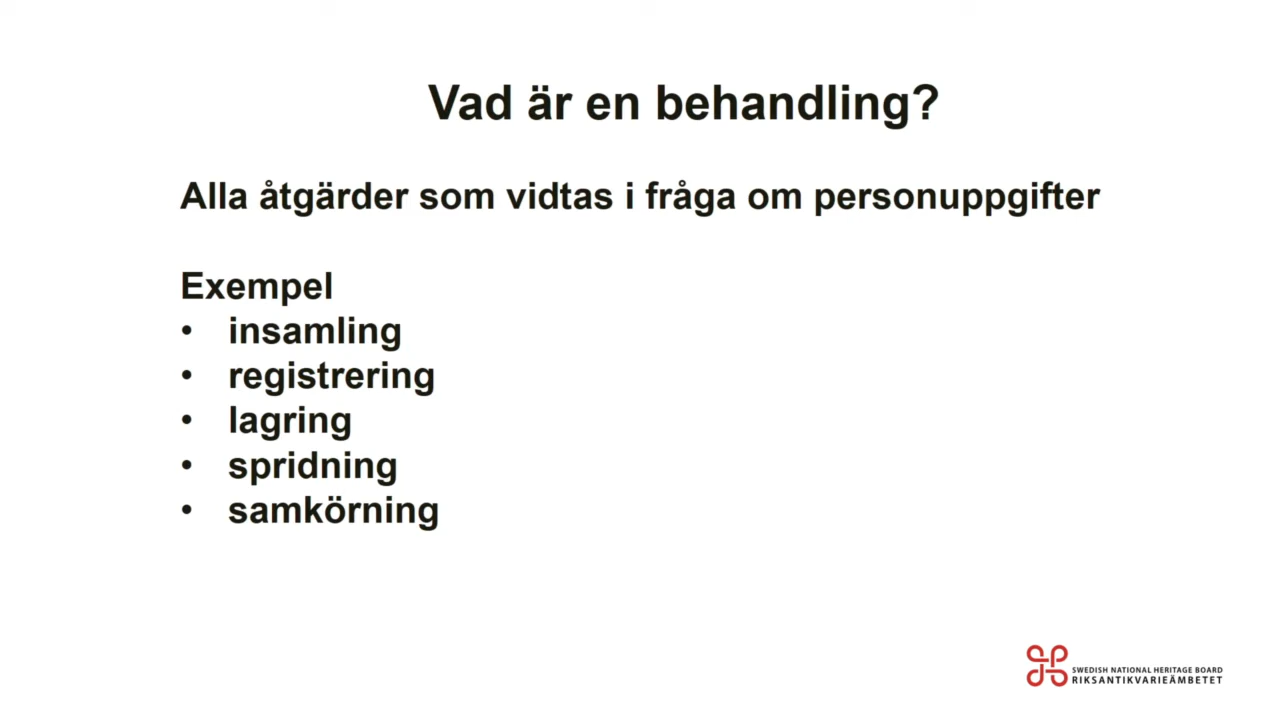 Vad är en behandling?
Alla åtgärder som vidtas i fråga om personuppgifter
Exempel
• insamling
• registrering
• lagring
• spridning
• samkörning
SWEDISH NATIONAL HERITAGE BOARD
RIKSANTIKVARIEÄMBETET